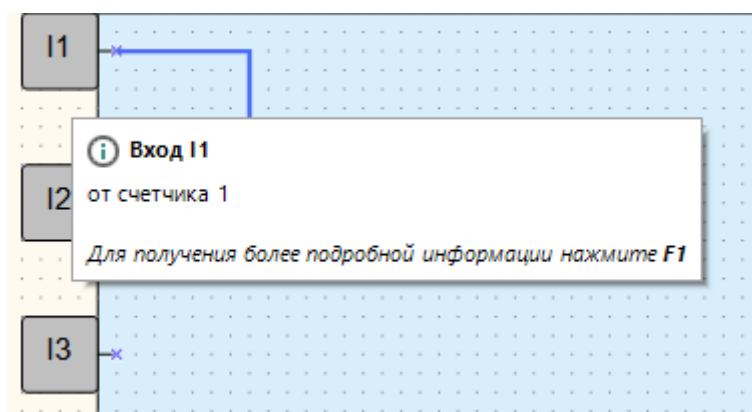 I1
Вход I1
I2
от счетчика 1
Для получения более подробной информации нажмите F1
I3